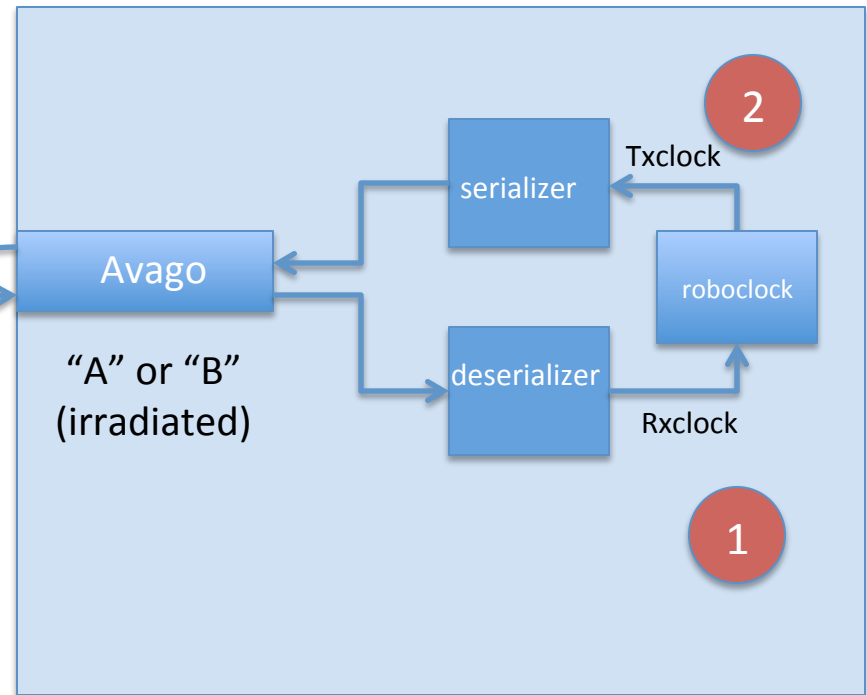 2
Txclock
serializer
Avago
roboclock
“A” or “B”
(irradiated)
deserializer
Rxclock
1